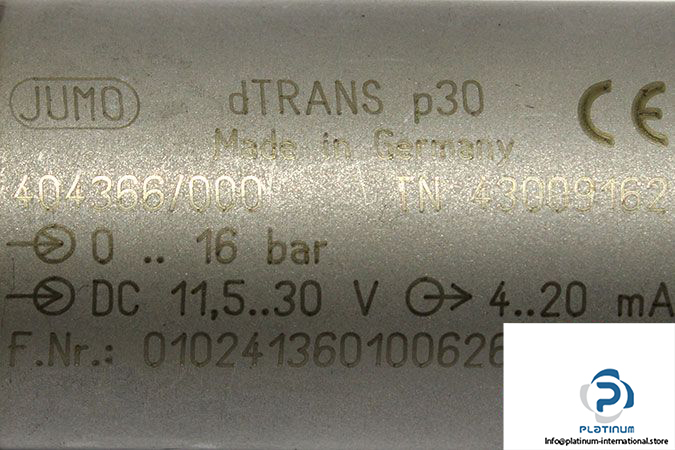 JUMO dTRANS p30 CE
Made in Germany
404366/000 TN 43009162
0 .. 16 bar
DC 11,5..30 V 4..20 mA
F.Nr.: 010241360100626
PLATINUM
Info@platinum-international.store